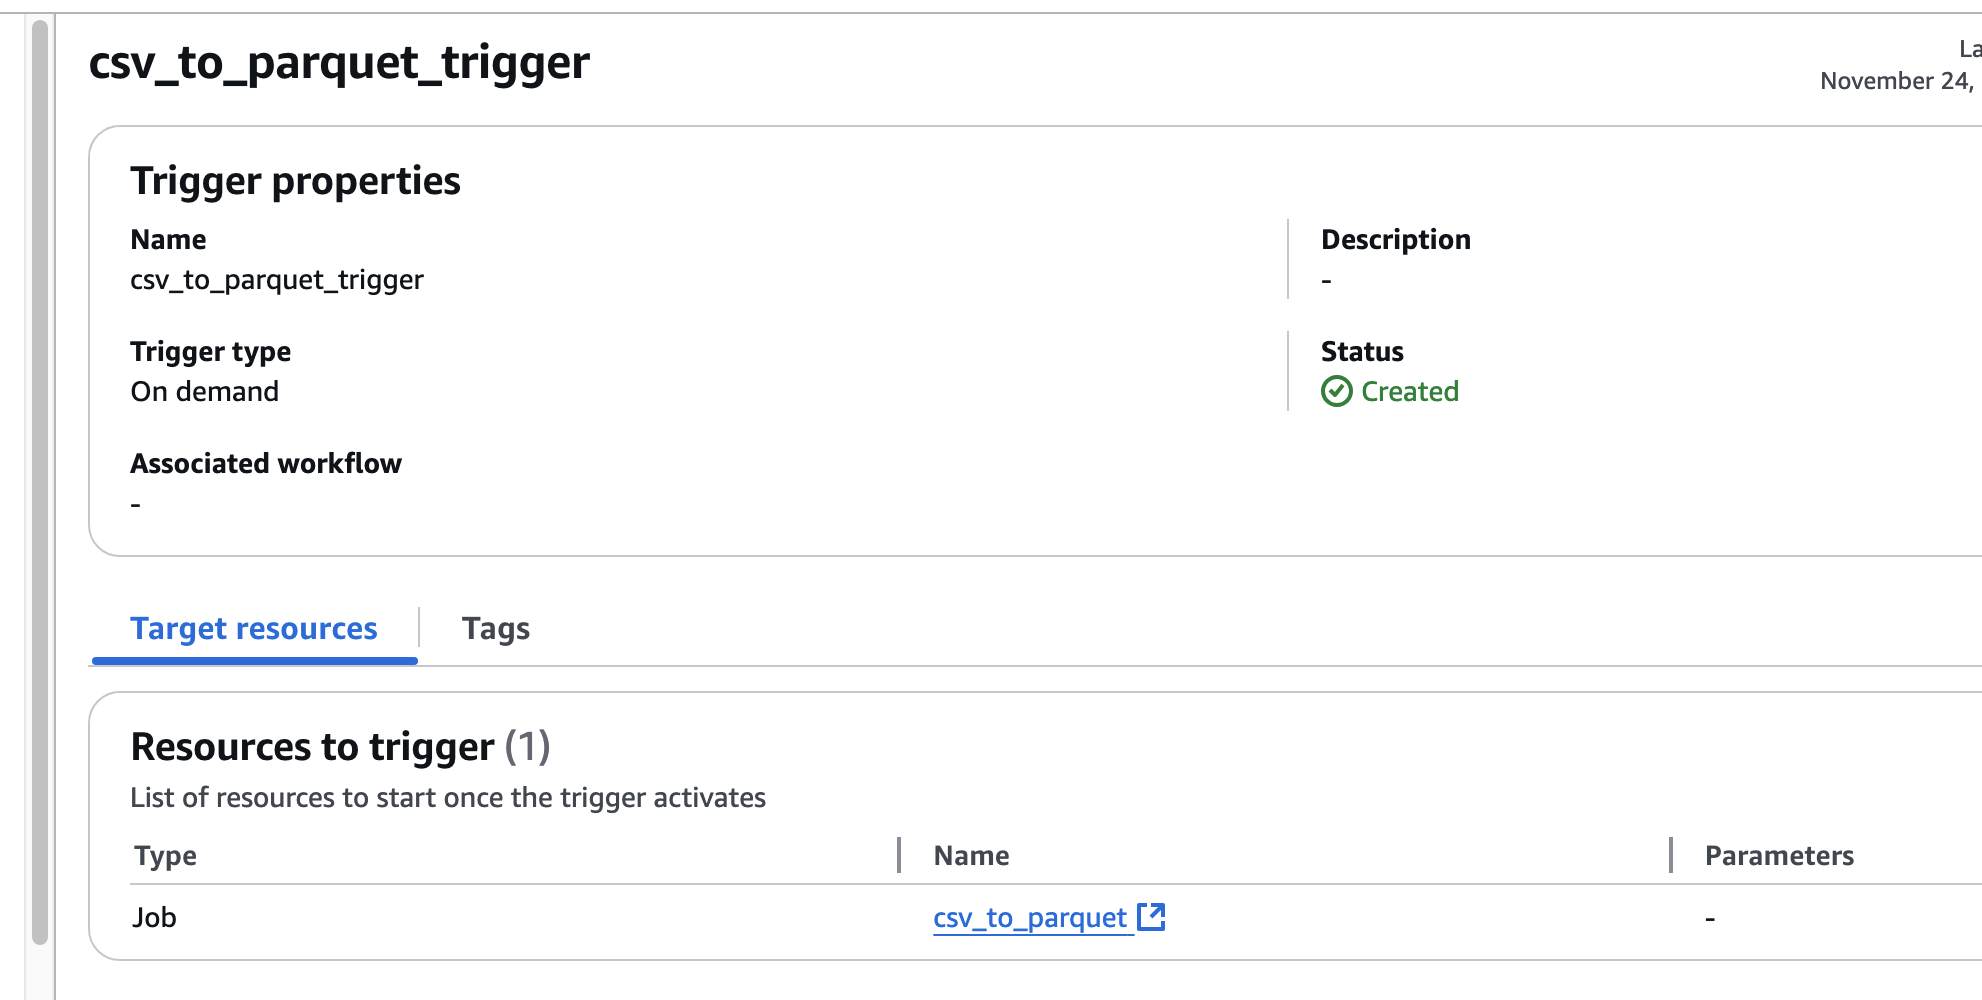 csv_to_parquet_trigger
November 24,
Trigger properties
Name
csv_to_parquet_trigger
Description
-
Trigger type
On demand
Status
Created
Associated workflow
-
Target resources
Tags
Resources to trigger (1)
List of resources to start once the trigger activates
Type
Name
Parameters
Job
csv_to_parquet
-